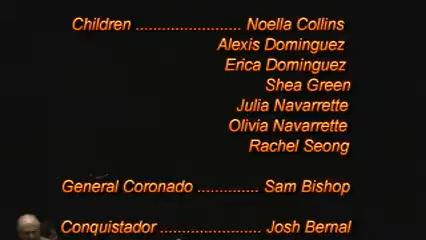 Children ........................ Noella Collins
Alexis Dominguez
Erica Dominguez
Shea Green
Julia Navarrette
Olivia Navarrette
Rachel Seong
General Coronado .............. Sam Bishop
Conquistador ....................... Josh Bernal